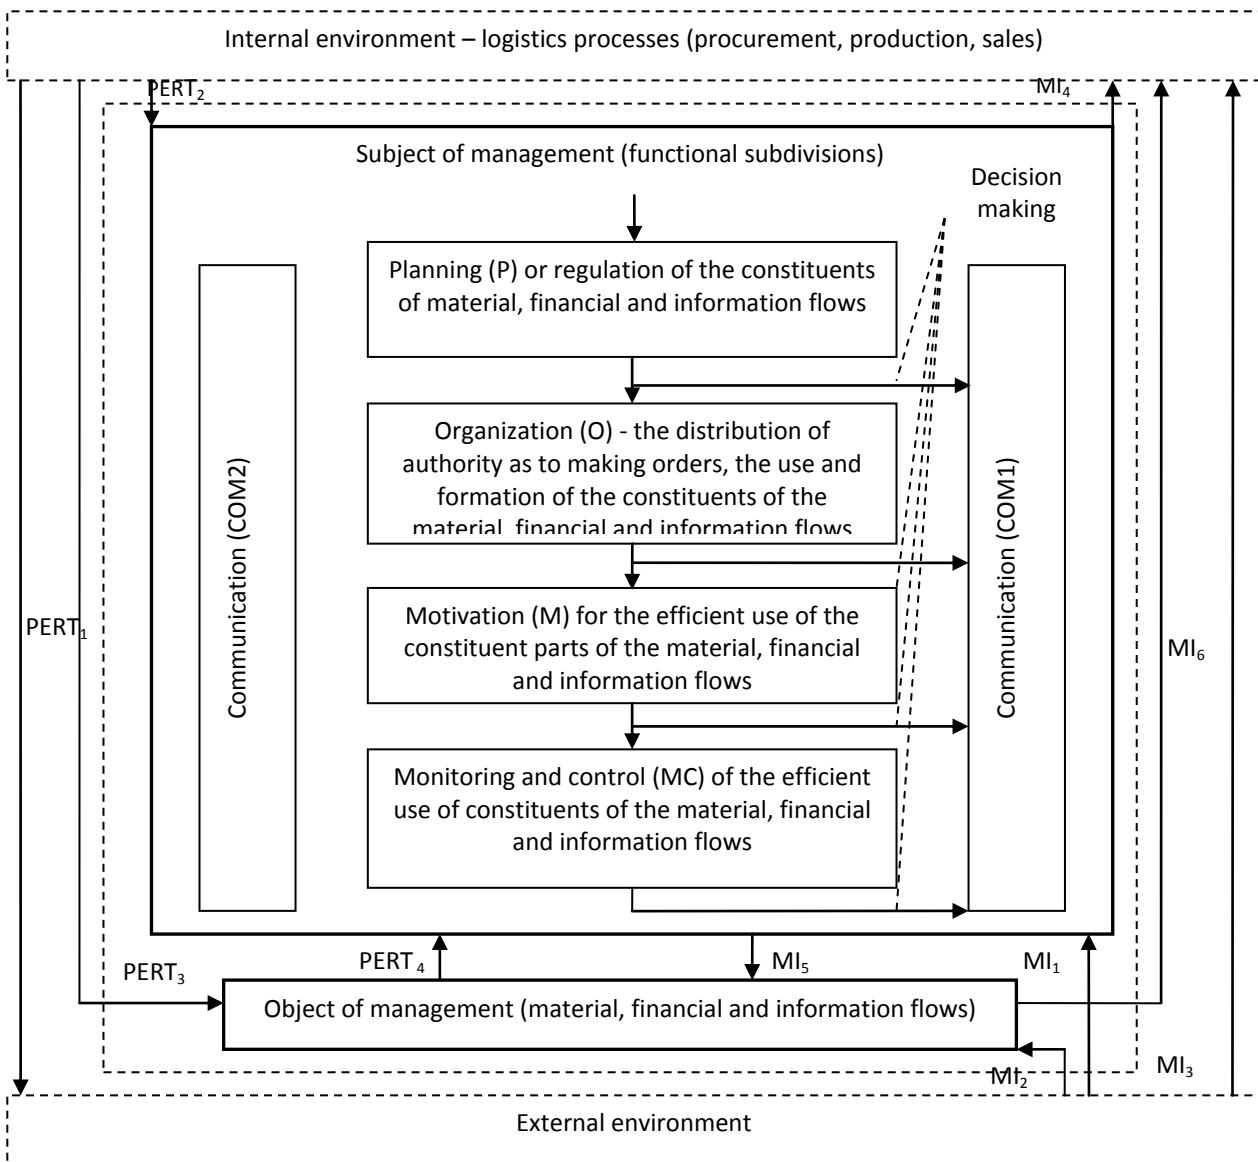 Internal environment – logistics processes (procurement, production, sales)
PERT₂
MI₄
Subject of management (functional subdivisions)
Decision
making
Planning (P) or regulation of the constituents
of material, financial and information flows
Organization (O) - the distribution of
authority as to making orders, the use and
formation of the constituents of the
material, financial and information flows
Communication (COM2)
Communication (COM1)
Motivation (M) for the efficient use of the
constituent parts of the material, financial
and information flows
PERT₁
MI₆
Monitoring and control (MC) of the efficient
use of constituents of the material, financial
and information flows
PERT₃
PERT ₄
MI₅
MI₁
Object of management (material, financial and information flows)
MI₂
MI₃
External environment